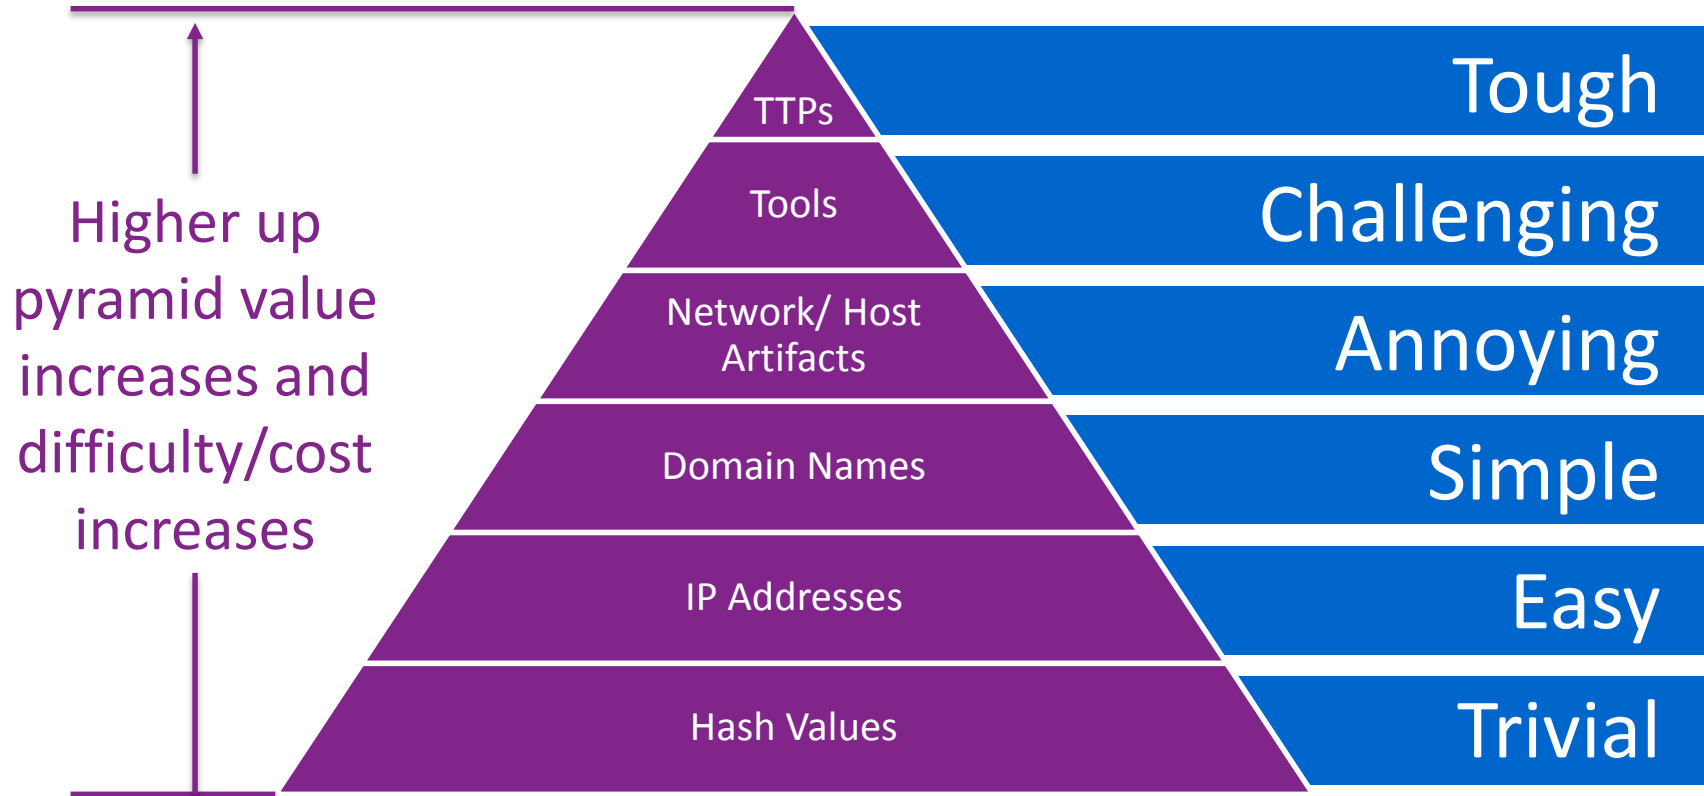 TTPs
Tough
Tools
Challenging
Higher up
pyramid value
increases and
difficulty/cost
increases
Network/ Host
Artifacts
Annoying
Domain Names
Simple
IP Addresses
Easy
Hash Values
Trivial